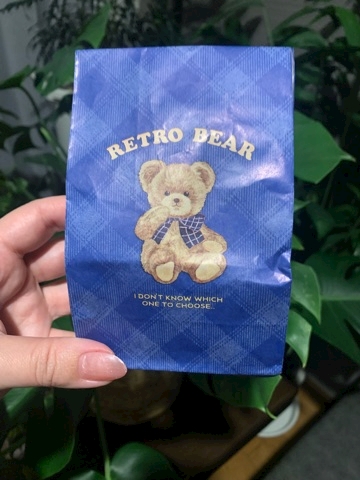 RETRO BEAR
I DON'T KNOW WHICH
ONE TO CHOOSE.